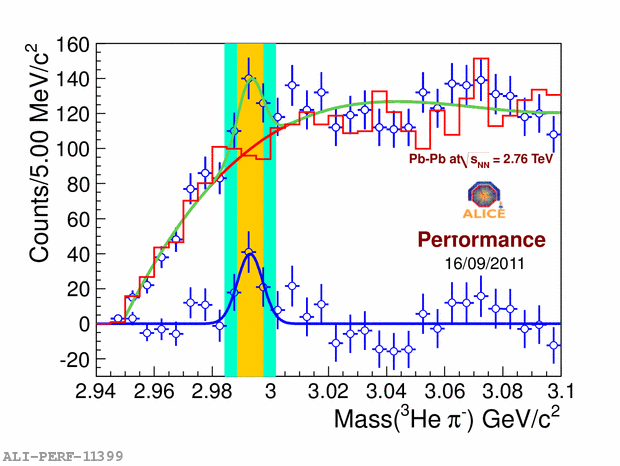 Counts/5.00 MeV/c²
160
140
120
100
80
60
40
20
0
-20
Pb-Pb at √sNN = 2.76 TeV
ALICE
Performance
16/09/2011
2.94 2.96 2.98 3 3.02 3.04 3.06 3.08 3.1
Mass(³He π⁻) GeV/c²
ALI-PERF-11399